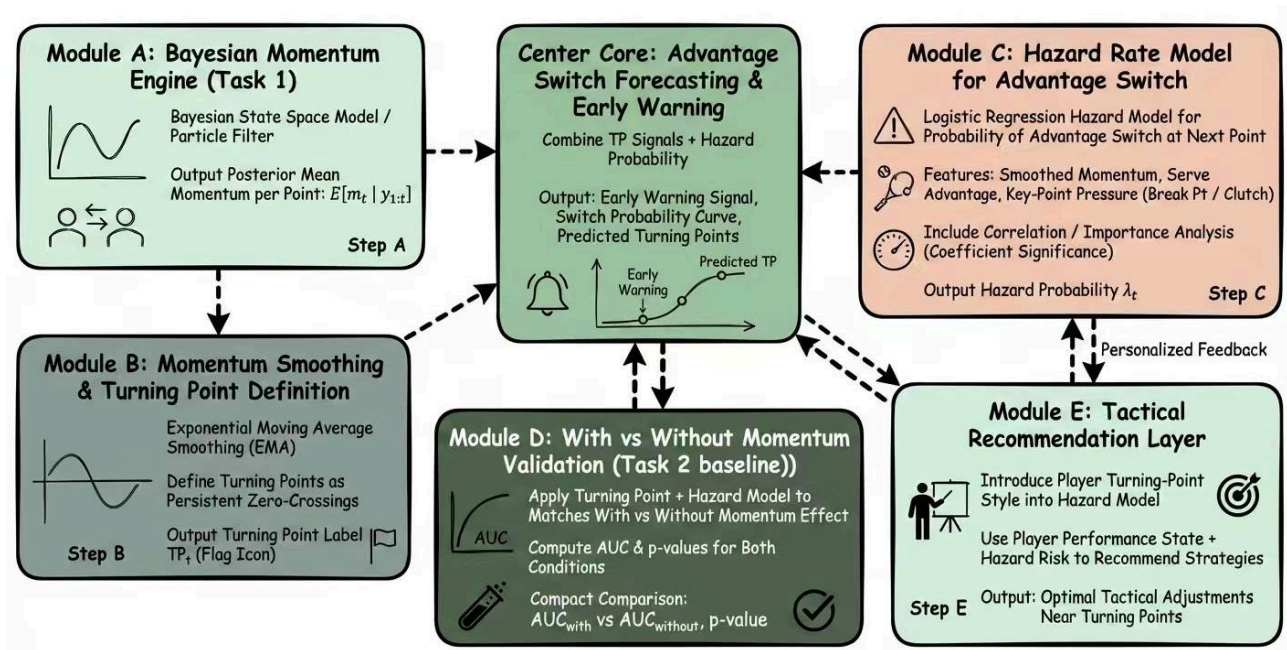 Module A: Bayesian Momentum
Engine (Task 1)
Bayesian State Space Model /
Particle Filter
Output Posterior Mean
Momentum per Point: E[mₜ | y₁:ₜ]
Step A
Center Core: Advantage
Switch Forecasting &
Early Warning
Combine TP Signals + Hazard
Probability
Output: Early Warning Signal,
Switch Probability Curve,
Predicted Turning Points
Predicted TP
Early
Warning
Module C: Hazard Rate Model
for Advantage Switch
Logistic Regression Hazard Model for
Probability of Advantage Switch at Next Point
Features: Smoothed Momentum, Serve
Advantage, Key-Point Pressure (Break Pt / Clutch)
Include Correlation / Importance Analysis
(Coefficient Significance)
Output Hazard Probability λₜ
Step C
Module B: Momentum Smoothing
& Turning Point Definition
Exponential Moving Average
Smoothing (EMA)
Define Turning Points as
Persistent Zero-Crossings
Output Turning Point Label
TPₜ (Flag Icon)
Step B
Module D: With vs Without Momentum
Validation (Task 2 baseline))
Apply Turning Point + Hazard Model to
Matches With vs Without Momentum Effect
AUC
Compute AUC & p-values for Both
Conditions
Compact Comparison:
AUCwith vs AUCwithout, p-value
Personalized Feedback
Module E: Tactical
Recommendation Layer
Introduce Player Turning-Point
Style into Hazard Model
Use Player Performance State +
Hazard Risk to Recommend Strategies
Step E
Output: Optimal Tactical Adjustments
Near Turning Points